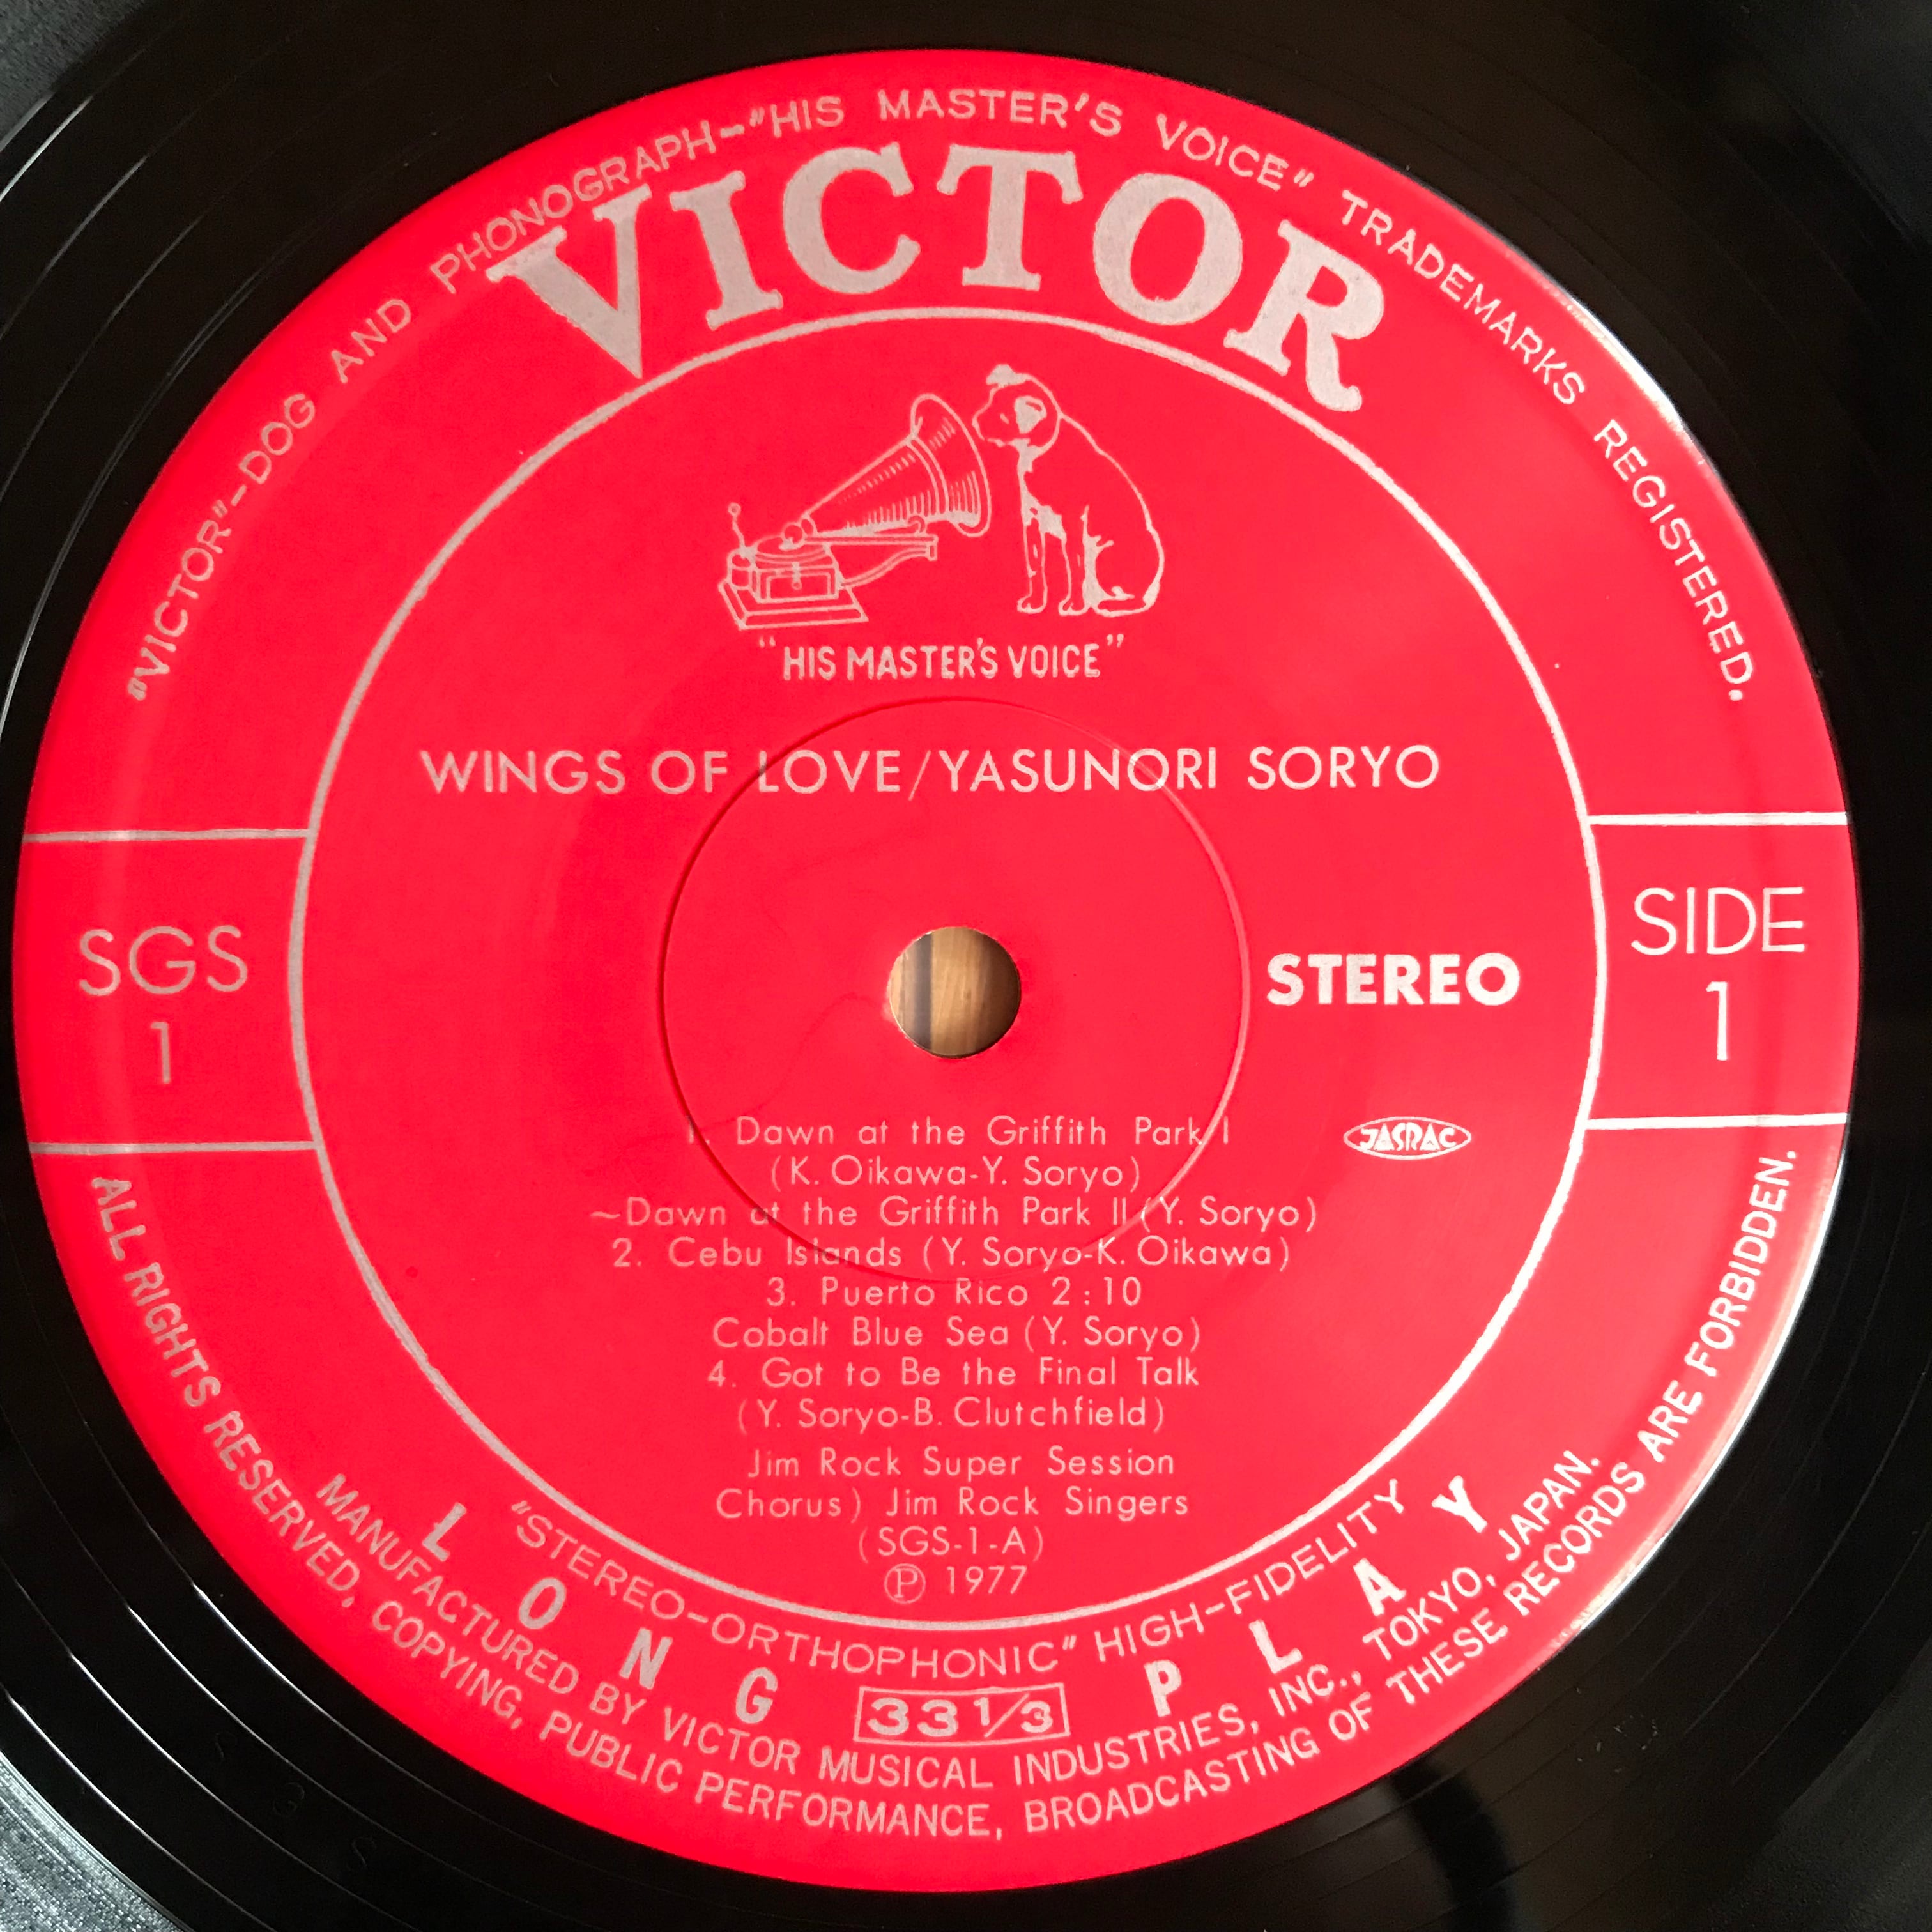 "VICTOR"-DOG AND PHONOGRAPH-"HIS MASTER'S VOICE" TRADEMARKS REGISTERED.
VICTOR
"HIS MASTER'S VOICE"
WINGS OF LOVE/YASUNORI SORYO
SGS
1
STEREO
SIDE
1
JASRAC
1. Dawn at the Griffith Park I
(K. Oikawa-Y. Soryo)
~Dawn at the Griffith Park II (Y. Soryo)
2. Cebu Islands (Y. Soryo-K. Oikawa)
3. Puerto Rico 2:10
Cobalt Blue Sea (Y. Soryo)
4. Got to Be the Final Talk
(Y. Soryo-B. Clutchfield)
Jim Rock Super Session
Chorus) Jim Rock Singers
(SGS-1-A)
℗ 1977
"STEREO-ORTHOPHONIC" HIGH-FIDELITY
LONG 33 1/3 PLAY
MANUFACTURED BY VICTOR MUSICAL INDUSTRIES, INC., TOKYO, JAPAN.
ALL RIGHTS RESERVED, COPYING, PUBLIC PERFORMANCE, BROADCASTING OF THESE RECORDS ARE FORBIDDEN.